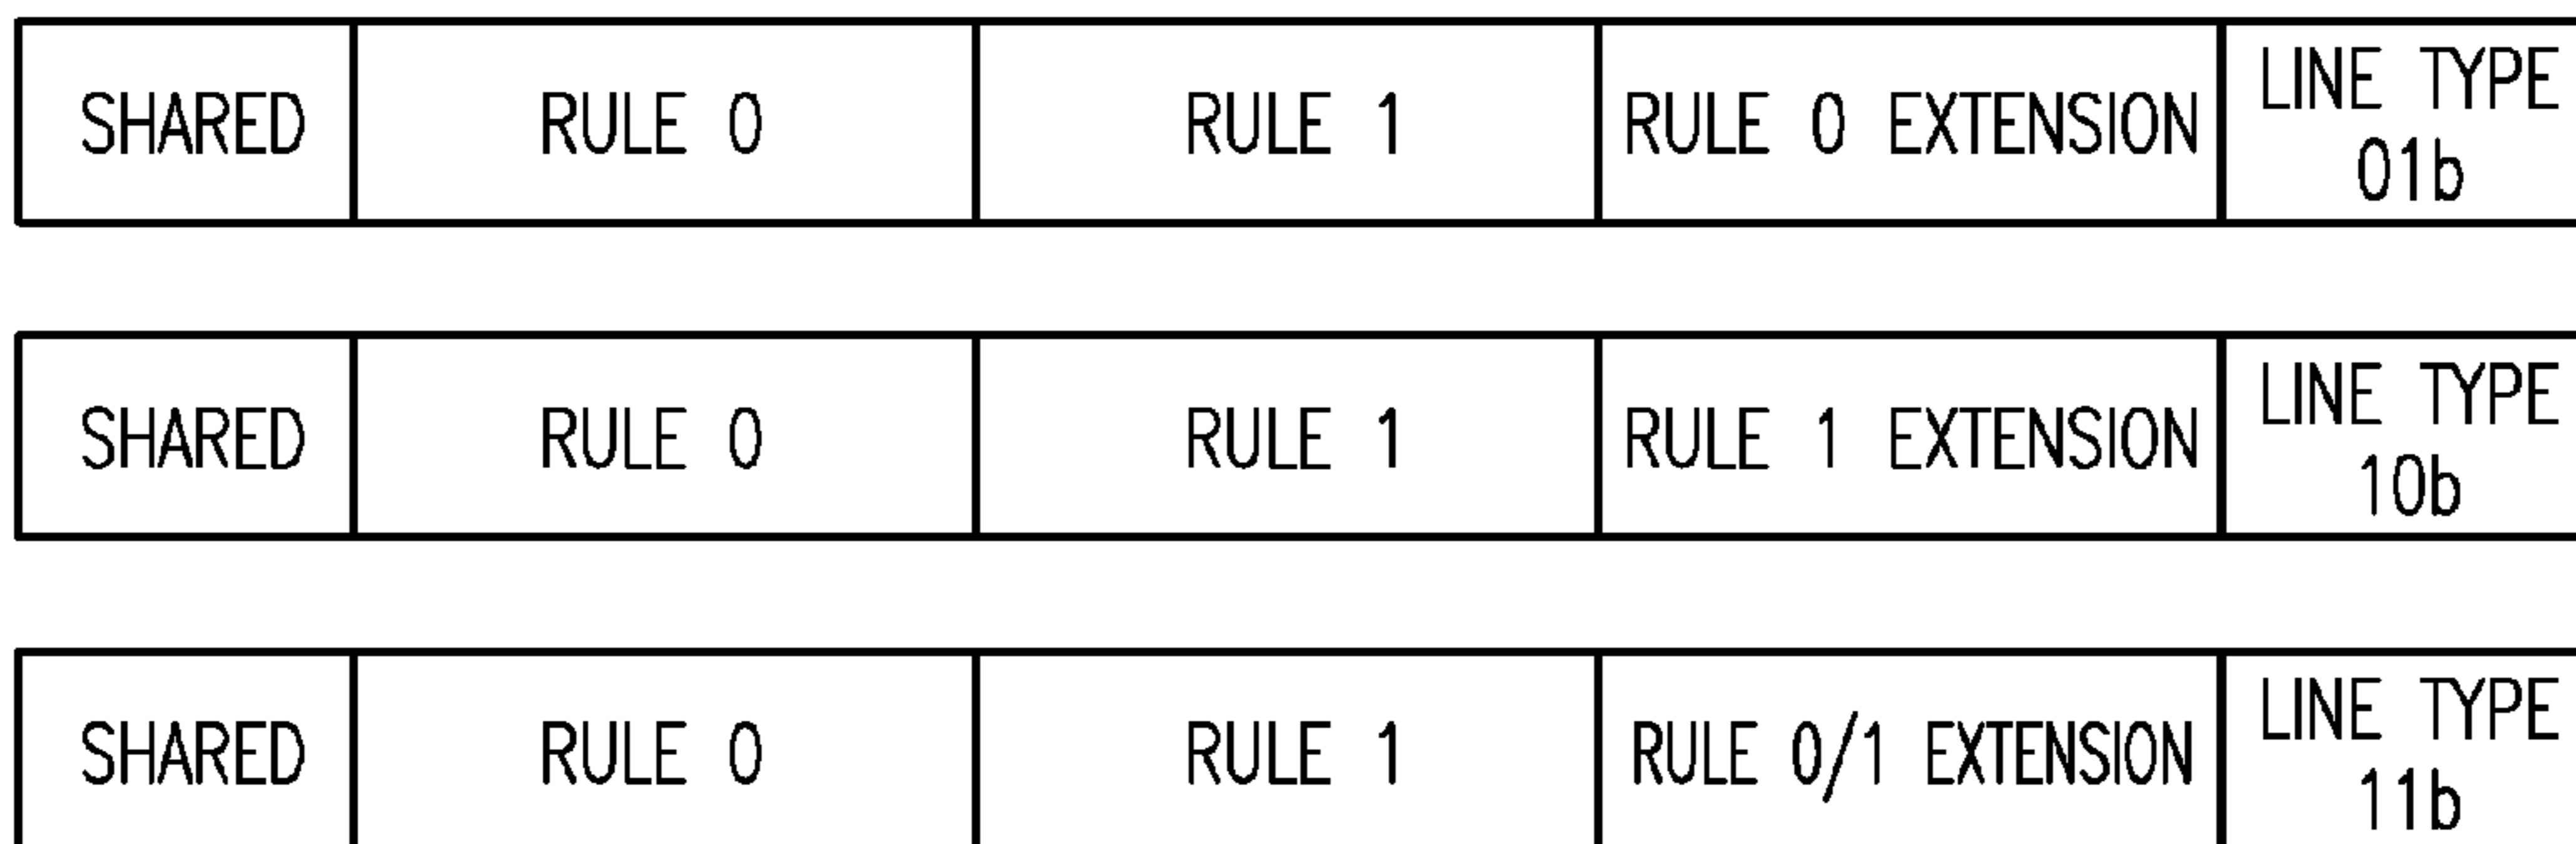 SHARED RULE 0 RULE 1 RULE 0 EXTENSION LINE TYPE
01b
SHARED RULE 0 RULE 1 RULE 1 EXTENSION LINE TYPE
10b
SHARED RULE 0 RULE 1 RULE 0/1 EXTENSION LINE TYPE
11b